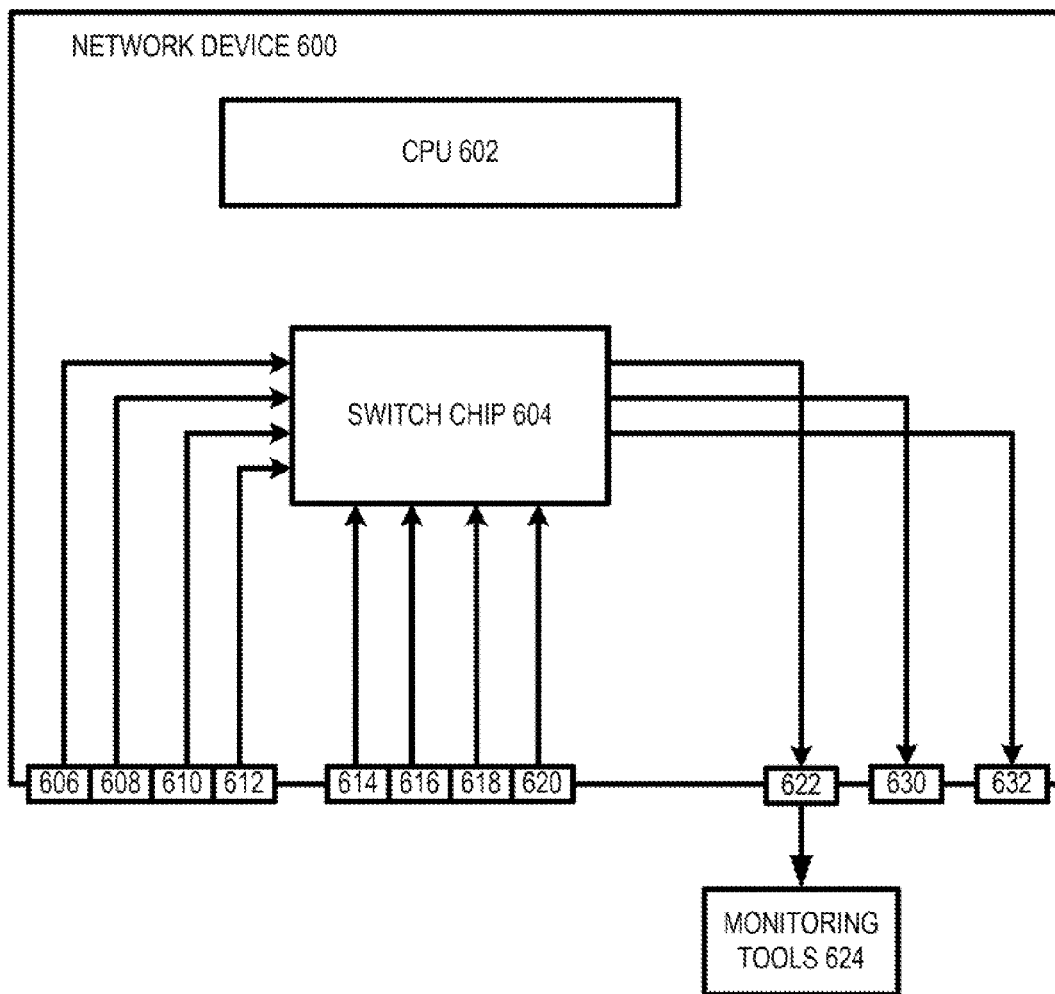 NETWORK DEVICE 600
CPU 602
SWITCH CHIP 604
606 608 610 612 614 616 618 620 622 630 632
MONITORING
TOOLS 624